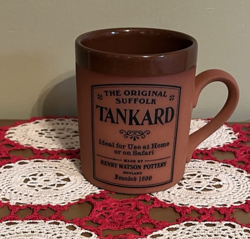 THE ORIGINAL
SUFFOLK
TANKARD
Ideal for Use at Home
or on Safari
MADE BY
HENRY WATSON POTTERY
ENGLAND
Founded 1800